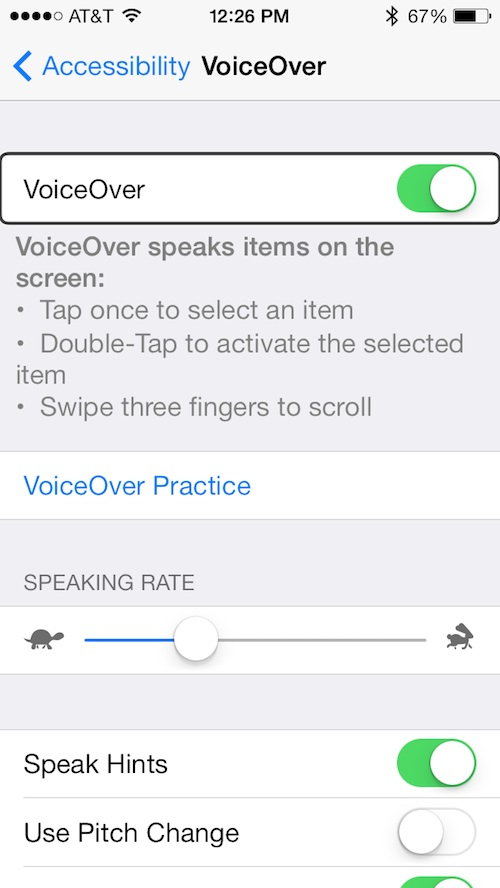 AT&T 12:26 PM 67%
Accessibility VoiceOver
VoiceOver
VoiceOver speaks items on the
screen:
• Tap once to select an item
• Double-Tap to activate the selected
item
• Swipe three fingers to scroll
VoiceOver Practice
SPEAKING RATE
Speak Hints
Use Pitch Change